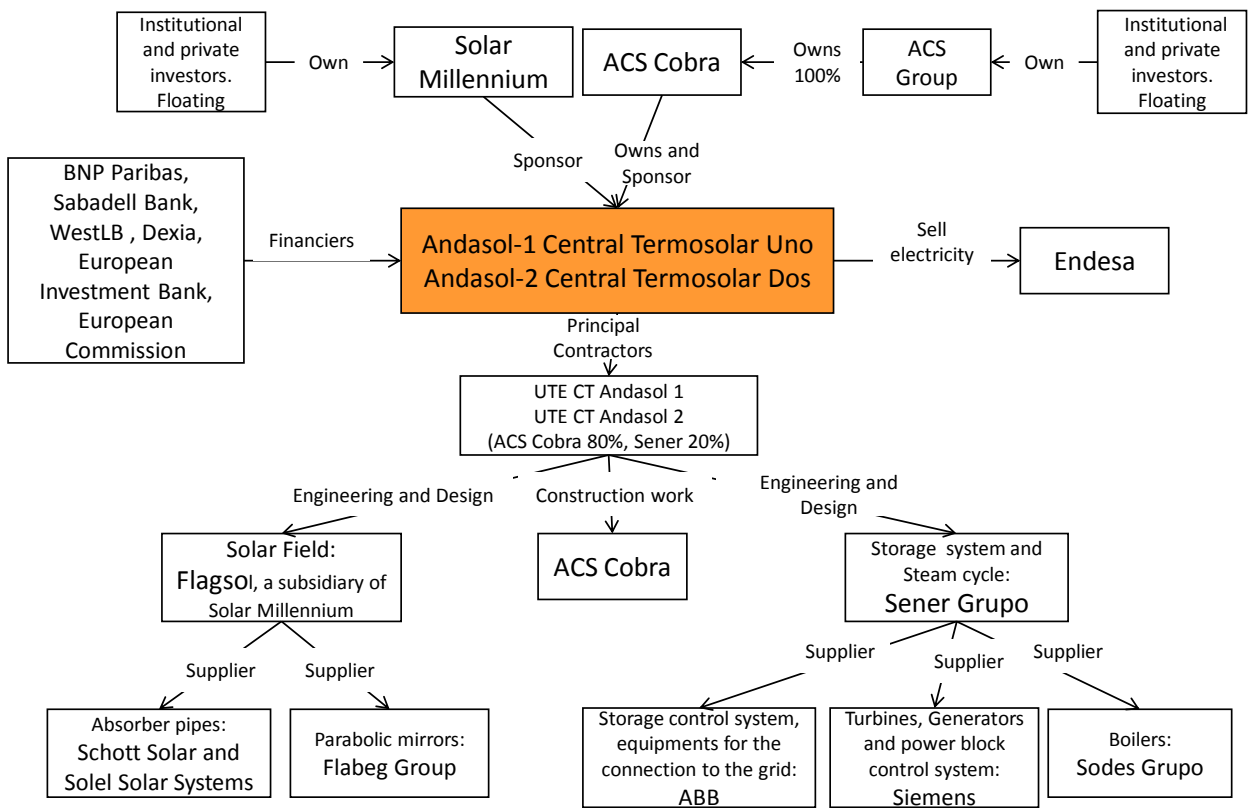 Institutional
and private
investors.
Floating
Own
Solar
Millennium
ACS Cobra
Owns
100%
ACS
Group
Own
Institutional
and private
investors.
Floating
Sponsor
Owns and
Sponsor
BNP Paribas,
Sabadell Bank,
WestLB , Dexia,
European
Investment Bank,
European
Commission
Financiers
Andasol-1 Central Termosolar Uno
Andasol-2 Central Termosolar Dos
Sell
electricity
Endesa
Principal
Contractors
UTE CT Andasol 1
UTE CT Andasol 2
(ACS Cobra 80%, Sener 20%)
Engineering and Design
Construction work
Engineering and
Design
Solar Field:
Flagsol, a subsidiary of
Solar Millennium
ACS Cobra
Storage system and
Steam cycle:
Sener Grupo
Supplier
Supplier
Supplier
Supplier
Supplier
Absorber pipes:
Schott Solar and
Solel Solar Systems
Parabolic mirrors:
Flabeg Group
Storage control system,
equipments for the
connection to the grid:
ABB
Turbines, Generators
and power block
control system:
Siemens
Boilers:
Sodes Grupo